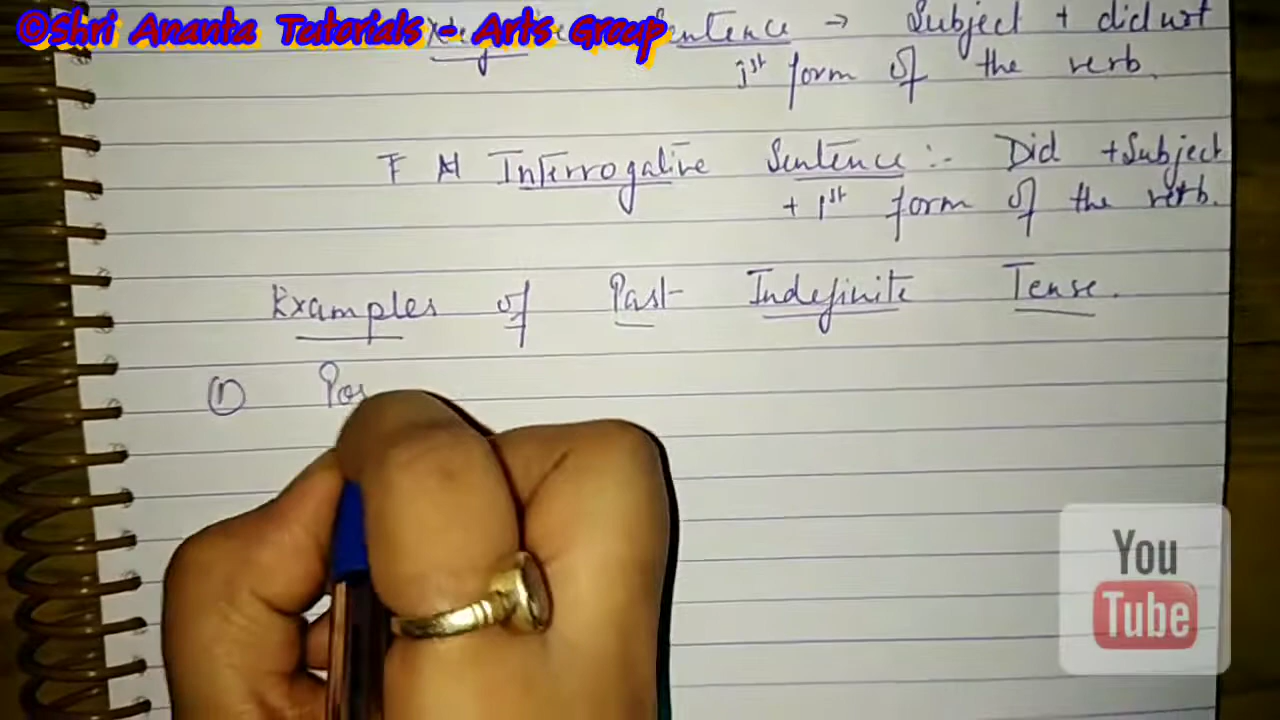 ©Shri Ananta Tutorials - Arts Group
Sentence → Subject + did not
1st form of the verb.
Interrogative Sentence :- Did + Subject
+ 1st form of the verb.
Examples of Past Indefinite Tense.
① Pos
You
Tube